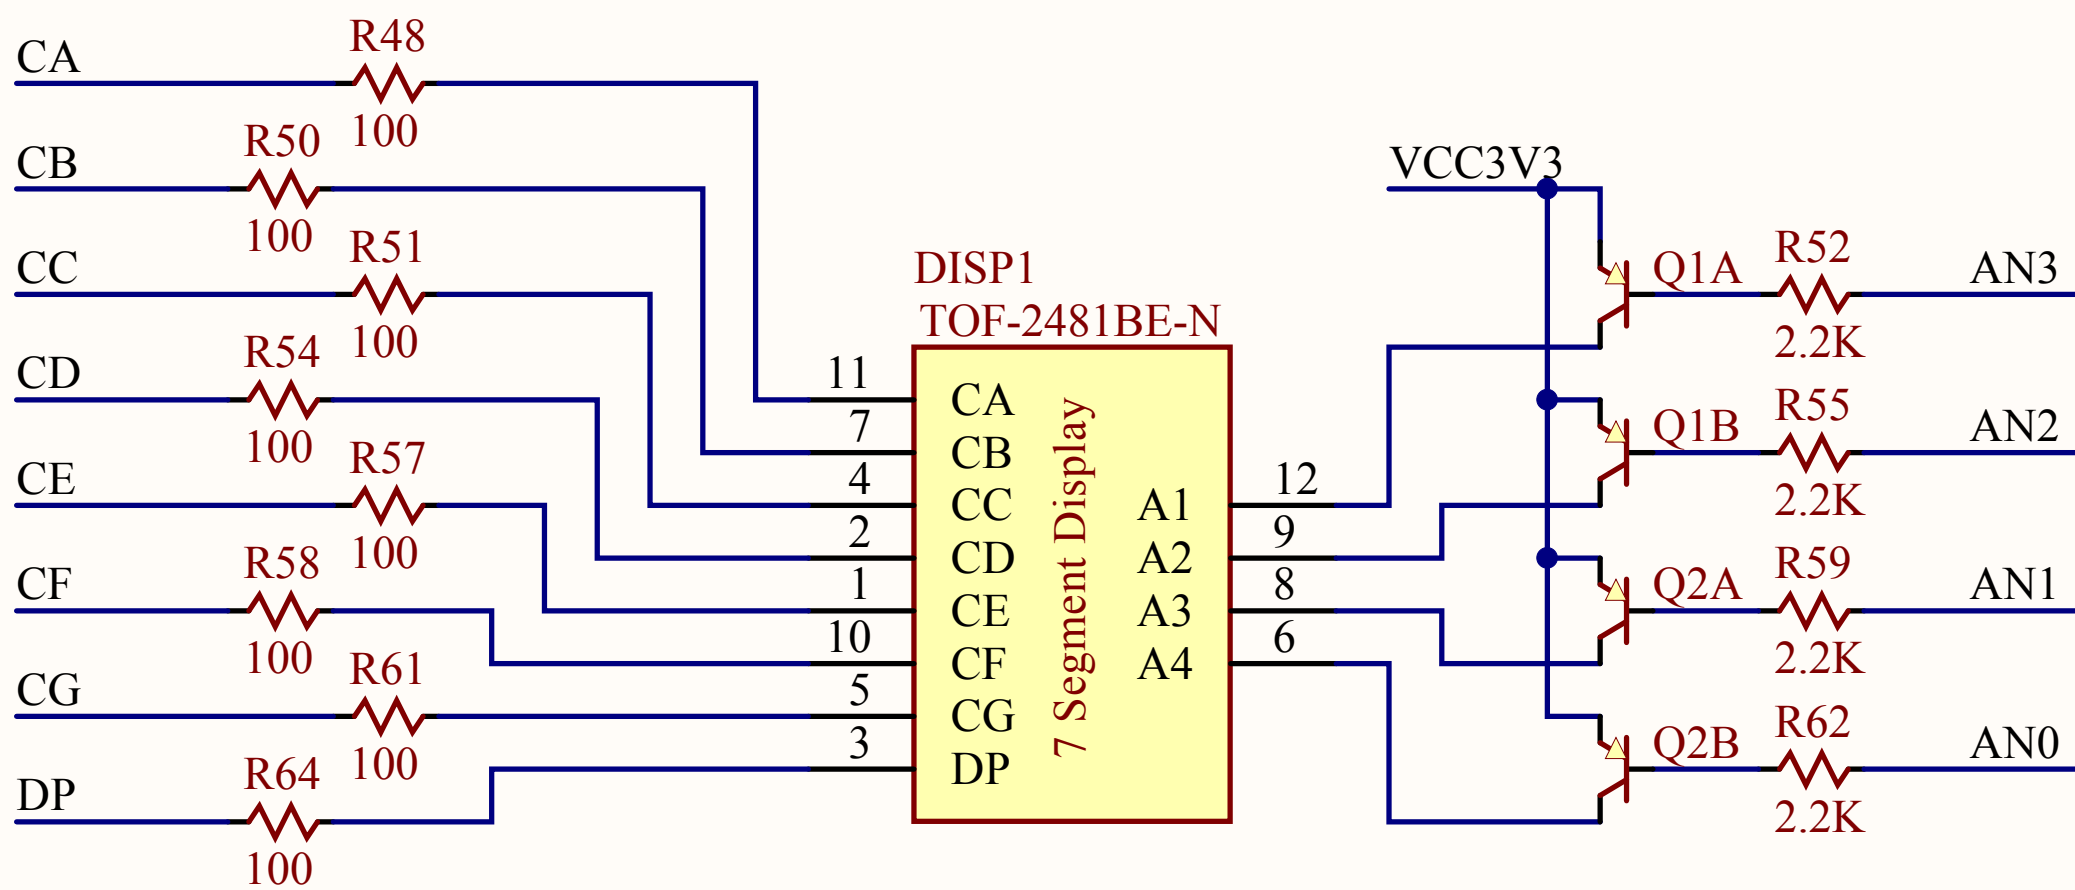 CA
R48
100
CB
R50
100
CC
R51
100
CD
R54
100
CE
R57
100
CF
R58
100
CG
R61
100
DP
R64
100
DISP1
TOF-2481BE-N
11
7
4
2
1
10
5
3
CA
CB
CC
CD
CE
CF
CG
DP
7 Segment Display
A1
A2
A3
A4
12
9
8
6
VCC3V3
Q1A
R52
2.2K
AN3
Q1B
R55
2.2K
AN2
Q2A
R59
2.2K
AN1
Q2B
R62
2.2K
AN0